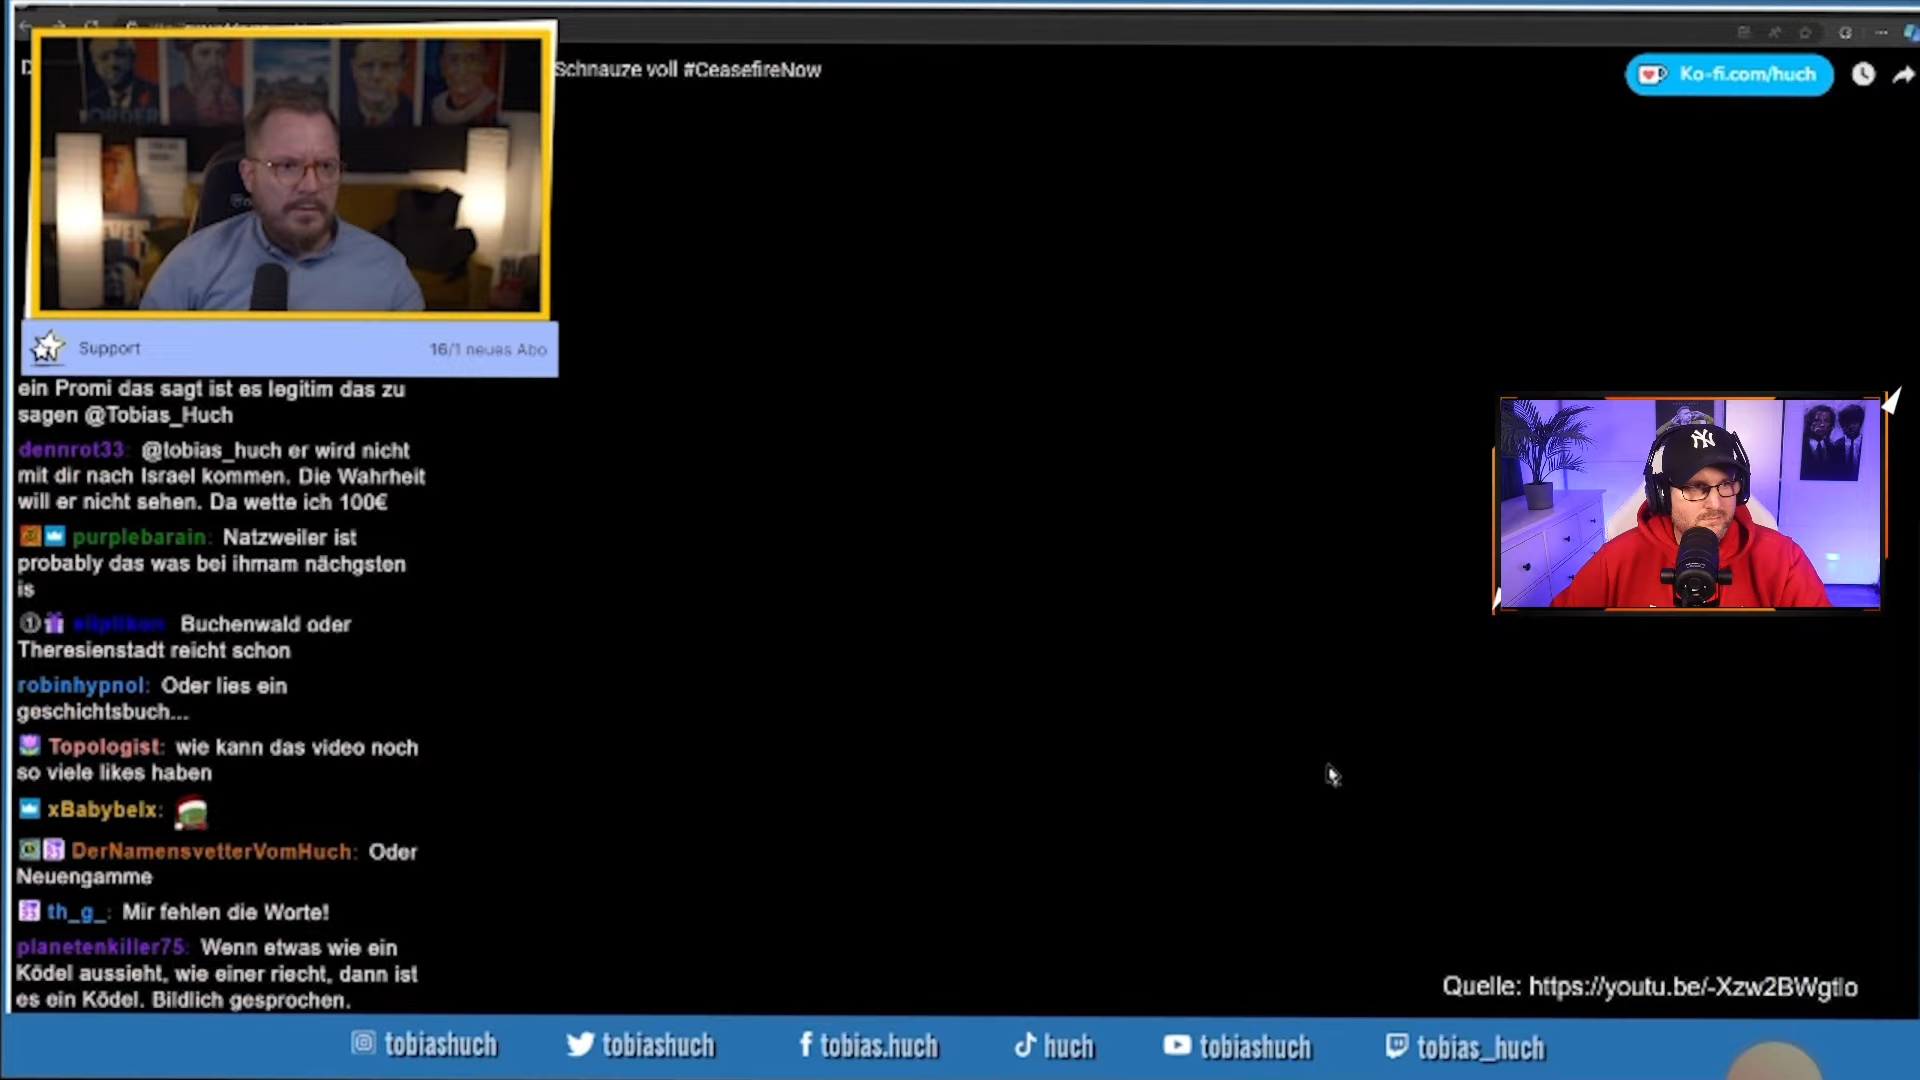 Schnauze voll #CeasefireNow
Ko-fi.com/huch
Support
16/1 neues Abo
ein Promi das sagt ist es legitim das zu
sagen @Tobias_Huch
dennrot33: @tobias_huch er wird nicht
mit dir nach Israel kommen. Die Wahrheit
will er nicht sehen. Da wette ich 100€
purplebarain: Natzweiler ist
probably das was bei ihmam nächsten
is
Buchenwald oder
Theresienstadt reicht schon
robinhypnol: Oder lies ein
geschichtsbuch...
Topologist: wie kann das video noch
so viele likes haben
xBabybelx:
DerNamensvetterVomHuch: Oder
Neuengamme
th_g_: Mir fehlen die Worte!
planetenkiller75: Wenn etwas wie ein
Ködel aussieht, wie einer riecht, dann ist
es ein Ködel. Bildlich gesprochen.
NY
Quelle: https://youtu.be/-Xzw2BWgtlo
tobiashuch
tobiashuch
tobias.huch
huch
tobiashuch
tobias_huch